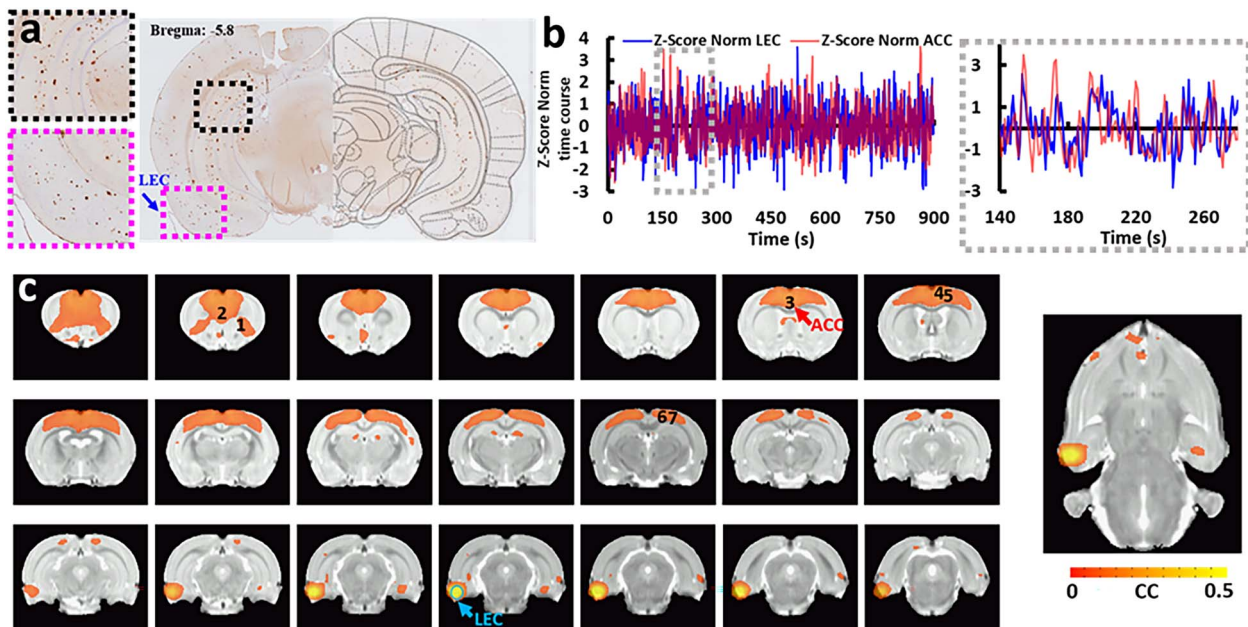 a
Bregma: -5.8
LEC
b
Z-Score Norm LEC
Z-Score Norm ACC
Z-Score Norm
time course
4
3
2
1
0
-1
-2
-3
0 150 300 450 600 750 900
Time (s)
3
1
-1
-3
140 180 220 260
Time (s)
c
2
1
3
ACC
45
67
LEC
0 CC 0.5